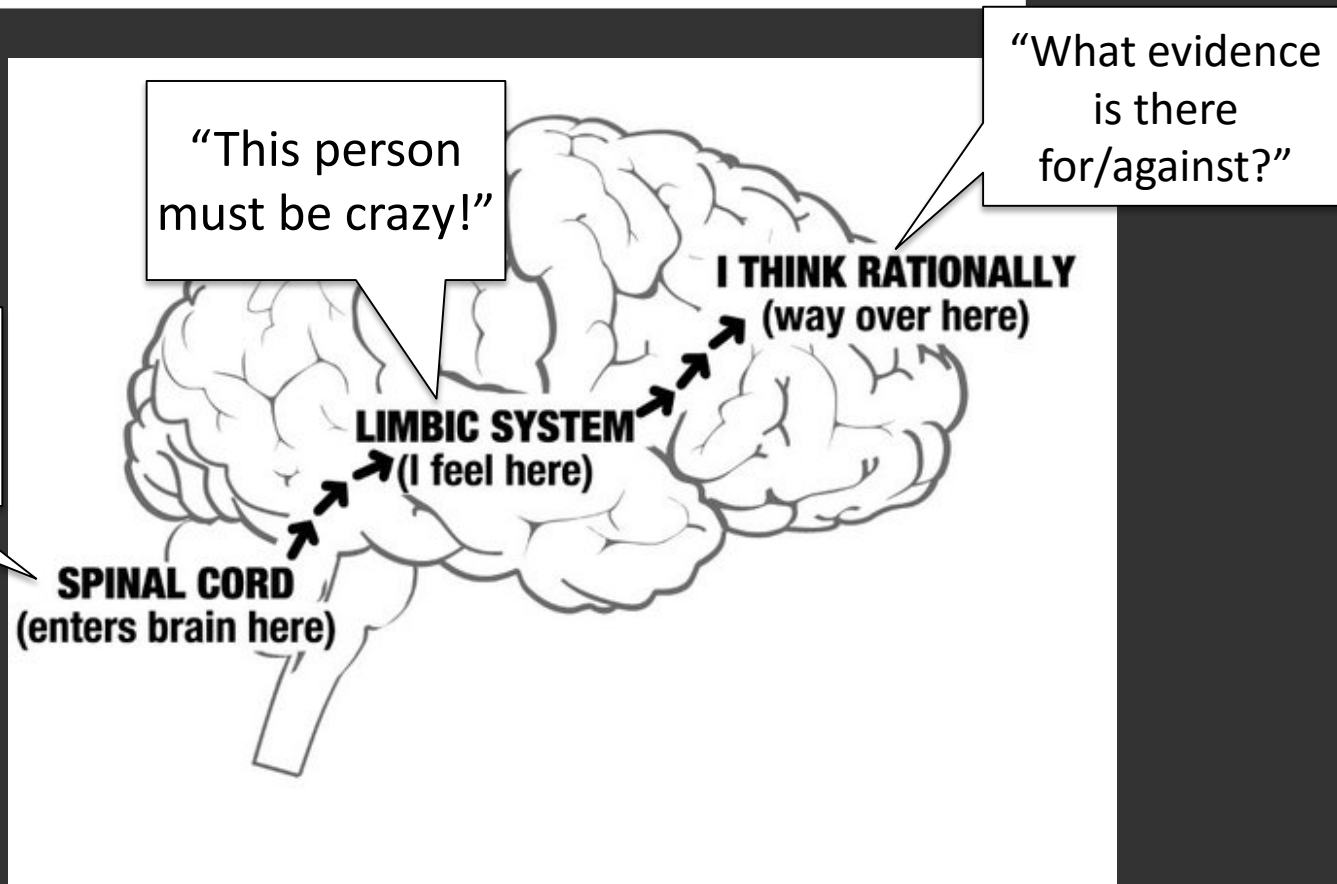 “What evidence
is there
for/against?”
“This person
must be crazy!”
I THINK RATIONALLY
(way over here)
LIMBIC SYSTEM
(I feel here)
SPINAL CORD
(enters brain here)